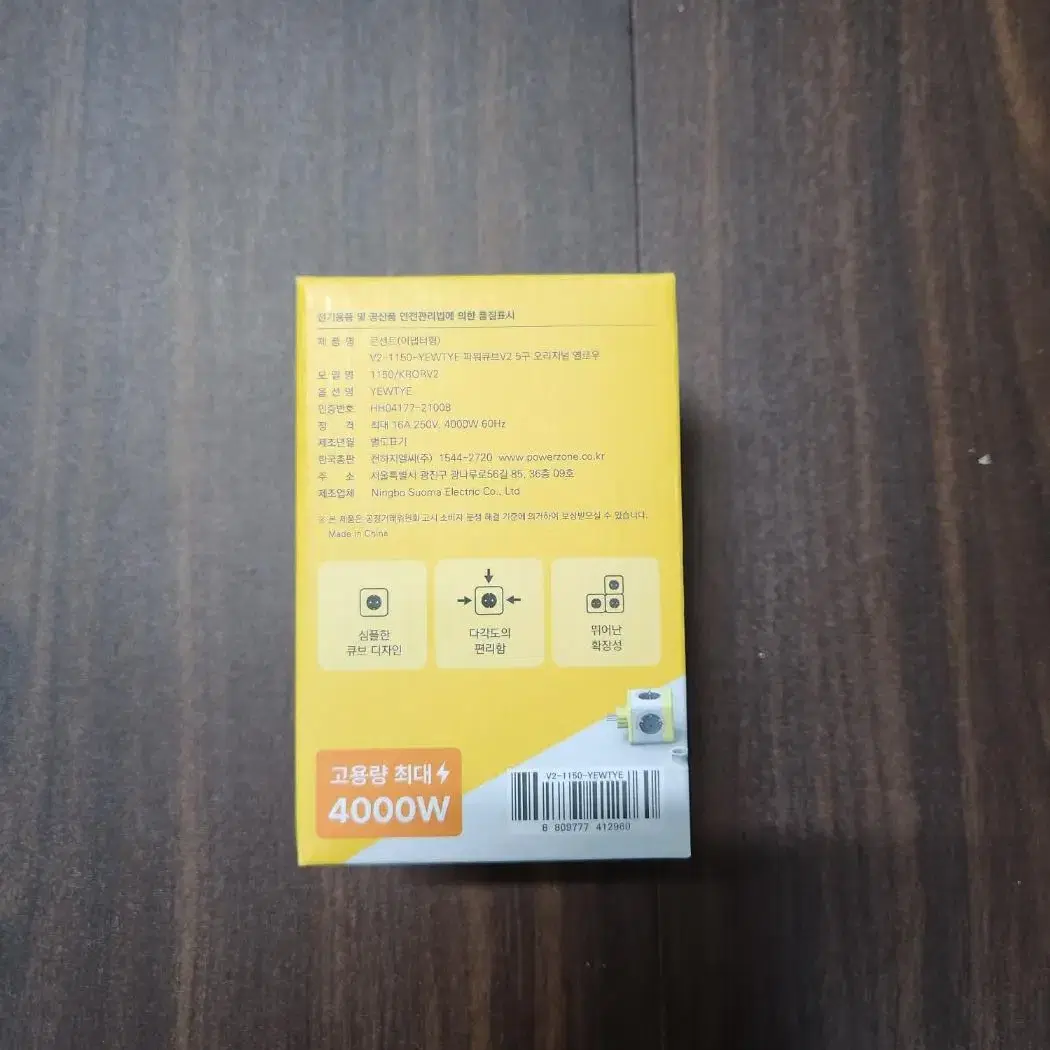 전기용품 및 공산품 안전관리법에 의한 품질표시
제 품 명 콘센트(어댑터형)
V2-1150-YEWTYE 파워큐브V2 5구 오리지널 옐로우
모 델 명 1150/KRORV2
옵 션 명 YEWTYE
인증번호 HH04177-21008
정 격 최대 16A 250V, 4000W 60Hz
제조년월 별도표기
한국총판 천하지엘씨(주) 1544-2720 www.powerzone.co.kr
주 소 서울특별시 광진구 광나루로56길 85, 36층 09호
제조업체 Ningbo Suoma Electric Co., Ltd
※ 본 제품은 공정거래위원회 고시 소비자 분쟁 해결 기준에 의거하여 보상받으실 수 있습니다.
Made in China
심플한
큐브 디자인
다각도의
편리함
뛰어난
확장성
고용량 최대
4000W
V2-1150-YEWTYE
8 809777 412960